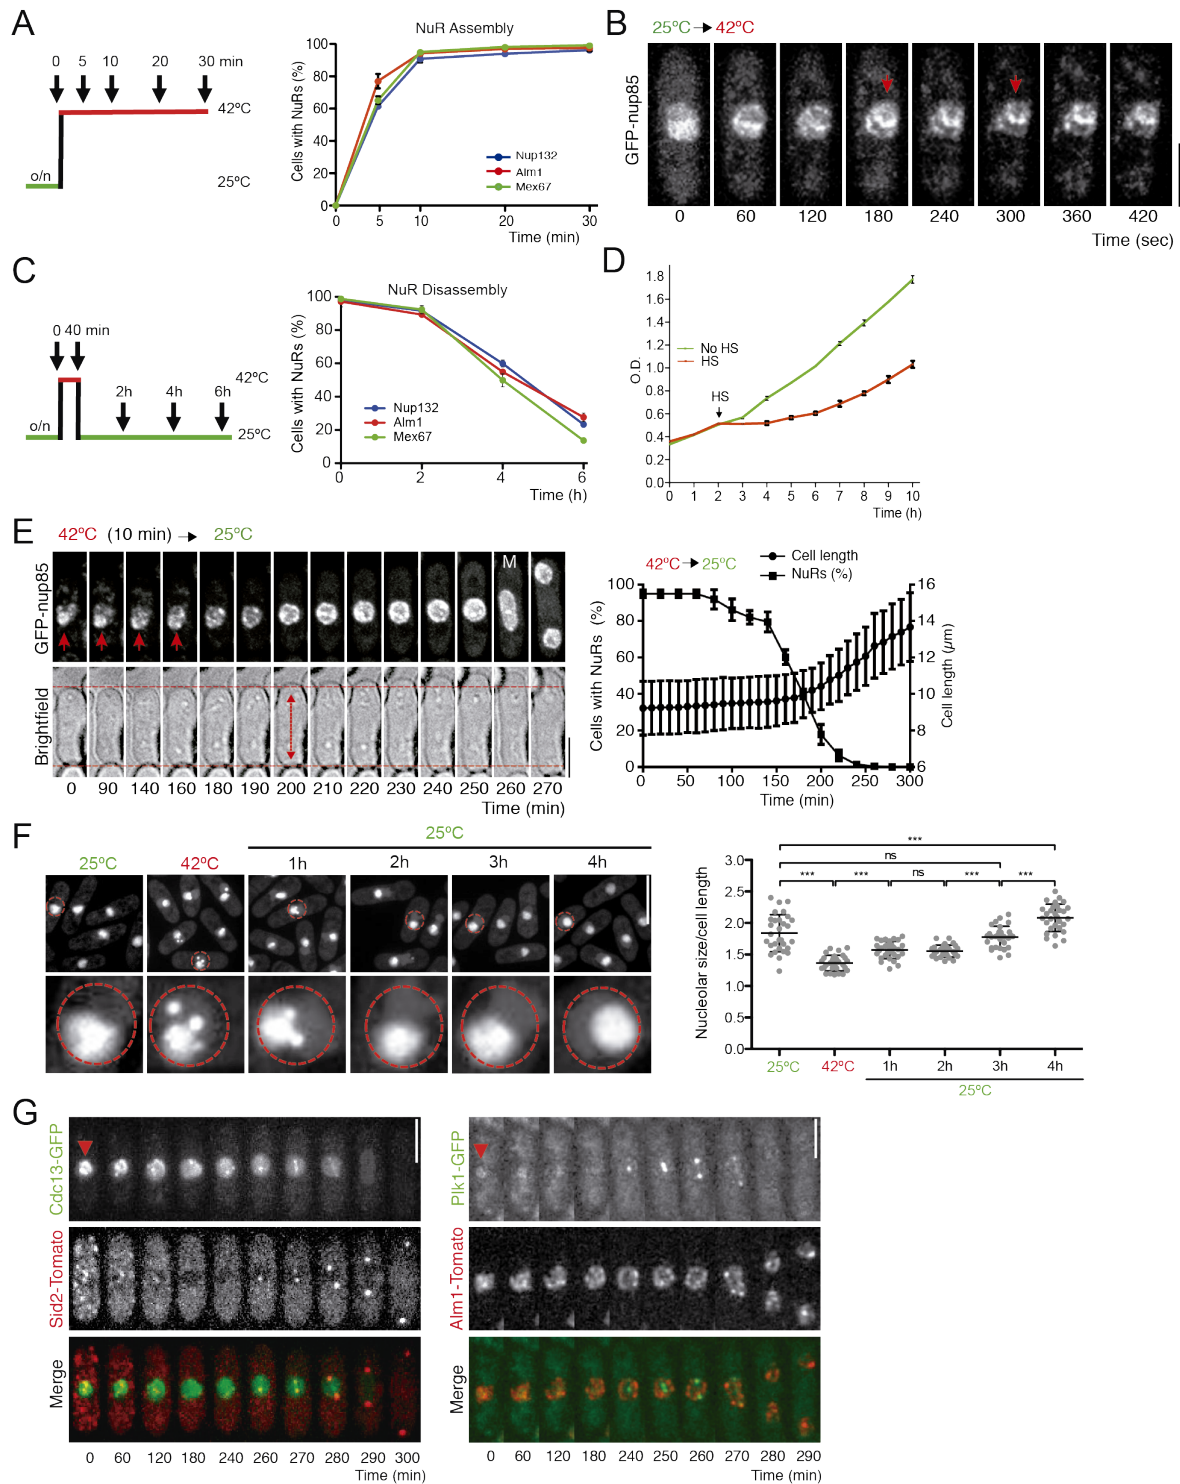 A
0 5 10 20 30 min
42ºC
o/n
25ºC
NuR Assembly
Cells with NuRs (%)
100
80
60
40
20
0
Nup132
Alm1
Mex67
0 5 10 20 30
Time (min)
B
25ºC 42ºC
GFP-nup85
0 60 120 180 240 300 360 420
Time (sec)
C
0 40 min
42ºC
2h 4h 6h
o/n
25ºC
NuR Disassembly
Cells with NuRs (%)
100
80
60
40
20
0
Nup132
Alm1
Mex67
0 2 4 6
Time (h)
D
O.D.
1.8
1.6
1.4
1.2
1.0
0.8
0.6
0.4
0.2
0.0
No HS
HS
HS
0 1 2 3 4 5 6 7 8 9 10
Time (h)
E
42ºC (10 min) 25ºC
GFP-nup85
M
Brightfield
0 90 140 160 180 190 200 210 220 230 240 250 260 270
Time (min)
42ºC 25ºC
Cell length
NuRs (%)
Cells with NuRs (%)
100
80
60
40
20
0
16
14
12
10
8
6
Cell length (µm)
0 50 100 150 200 250 300
Time (min)
F
25ºC
25ºC 42ºC 1h 2h 3h 4h
Nucleolar size/cell length
3.0
2.5
2.0
1.5
1.0
0.5
0.0
***
ns
*** *** ns *** ***
25ºC 42ºC 1h 2h 3h 4h
25ºC
G
Cdc13-GFP
Sid2-Tomato
Merge
0 60 120 180 240 260 270 280 290 300
Time (min)
Plk1-GFP
Alm1-Tomato
Merge
0 60 120 180 240 250 260 270 280 290
Time (min)